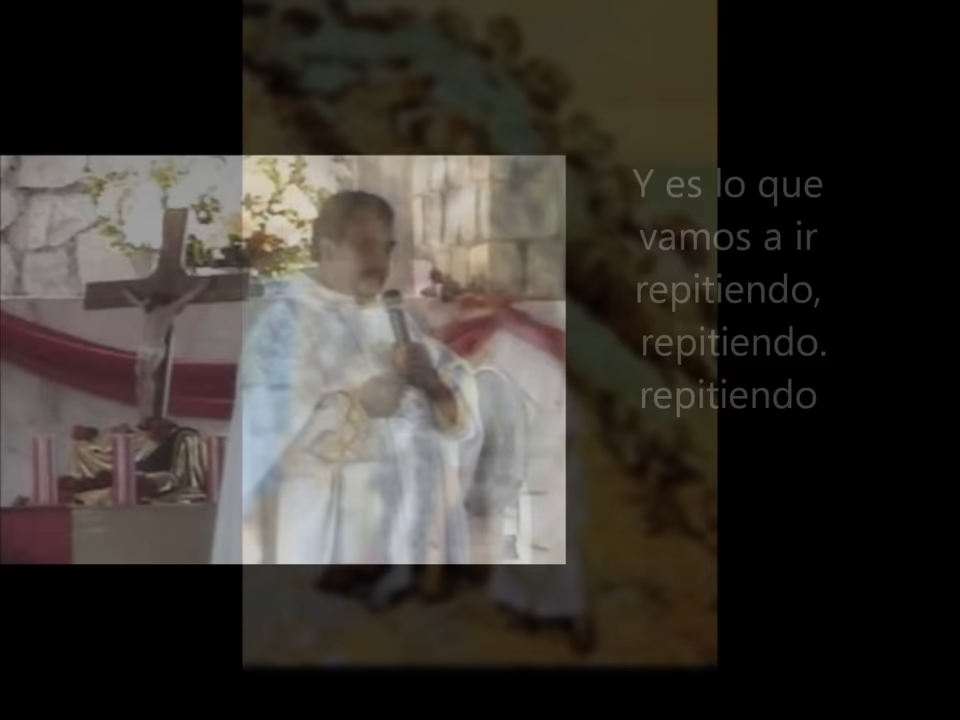 Y es lo que
vamos a ir
repitiendo,
repitiendo.
repitiendo